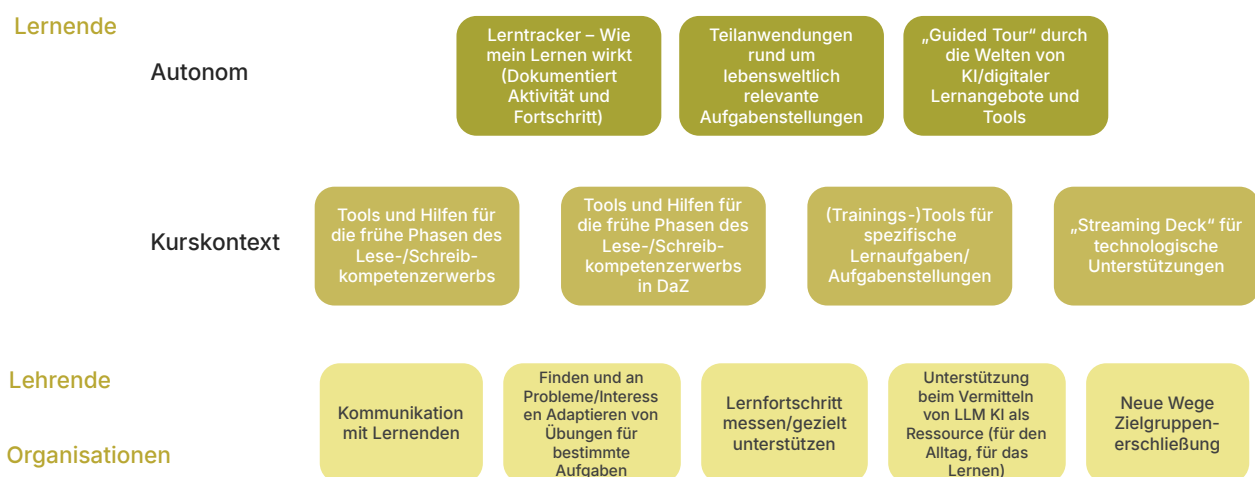 Lernende
Autonom
Lerntracker – Wie
mein Lernen wirkt
(Dokumentiert
Aktivität und
Fortschritt)
Teilanwendungen
rund um
lebensweltlich
relevante
Aufgabenstellungen
„Guided Tour“ durch
die Welten von
KI/digitaler
Lernangebote und
Tools
Kurskontext
Tools und Hilfen für
die frühe Phasen des
Lese-/Schreib-
kompetenzerwerbs
Tools und Hilfen für
die frühe Phasen des
Lese-/Schreib-
kompetenzerwerbs
in DaZ
(Trainings-)Tools für
spezifische
Lernaufgaben/
Aufgabenstellungen
„Streaming Deck“ für
technologische
Unterstützungen
Lehrende
Organisationen
Kommunikation
mit Lernenden
Finden und an
Probleme/Interess
en Adaptieren von
Übungen für
bestimmte
Aufgaben
Lernfortschritt
messen/gezielt
unterstützen
Unterstützung
beim Vermitteln
von LLM KI als
Ressource (für den
Alltag, für das
Lernen)
Neue Wege
Zielgruppen-
erschließung